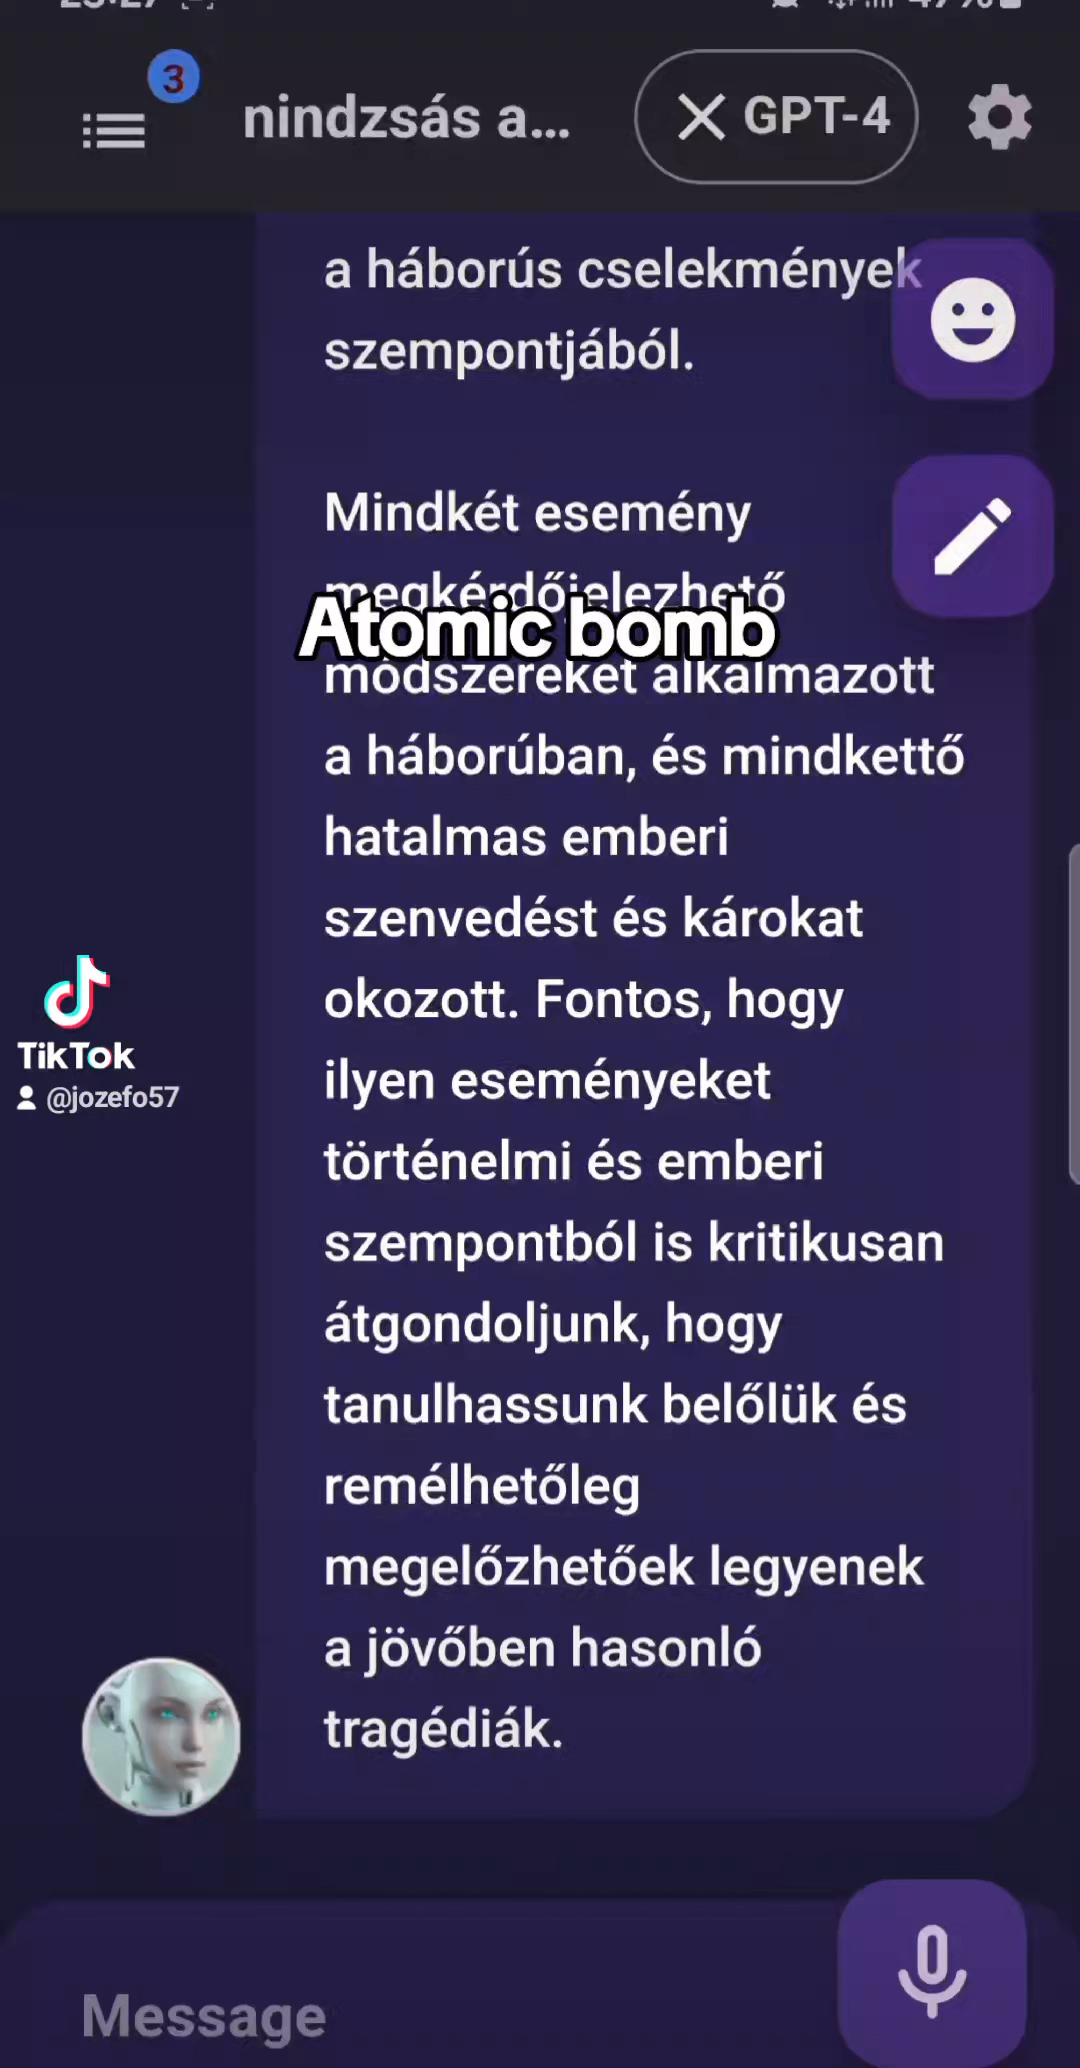 3
nindzsás a...
GPT-4
a háborús cselekmények
szempontjából.
Mindkét esemény
megkérdőjelezhető
Atomic bomb
módszereket alkalmazott
a háborúban, és mindkettő
hatalmas emberi
szenvedést és károkat
okozott. Fontos, hogy
ilyen eseményeket
történelmi és emberi
szempontból is kritikusan
átgondoljunk, hogy
tanulhassunk belőlük és
remélhetőleg
megelőzhetőek legyenek
a jövőben hasonló
tragédiák.
TikTok
@jozefo57
Message